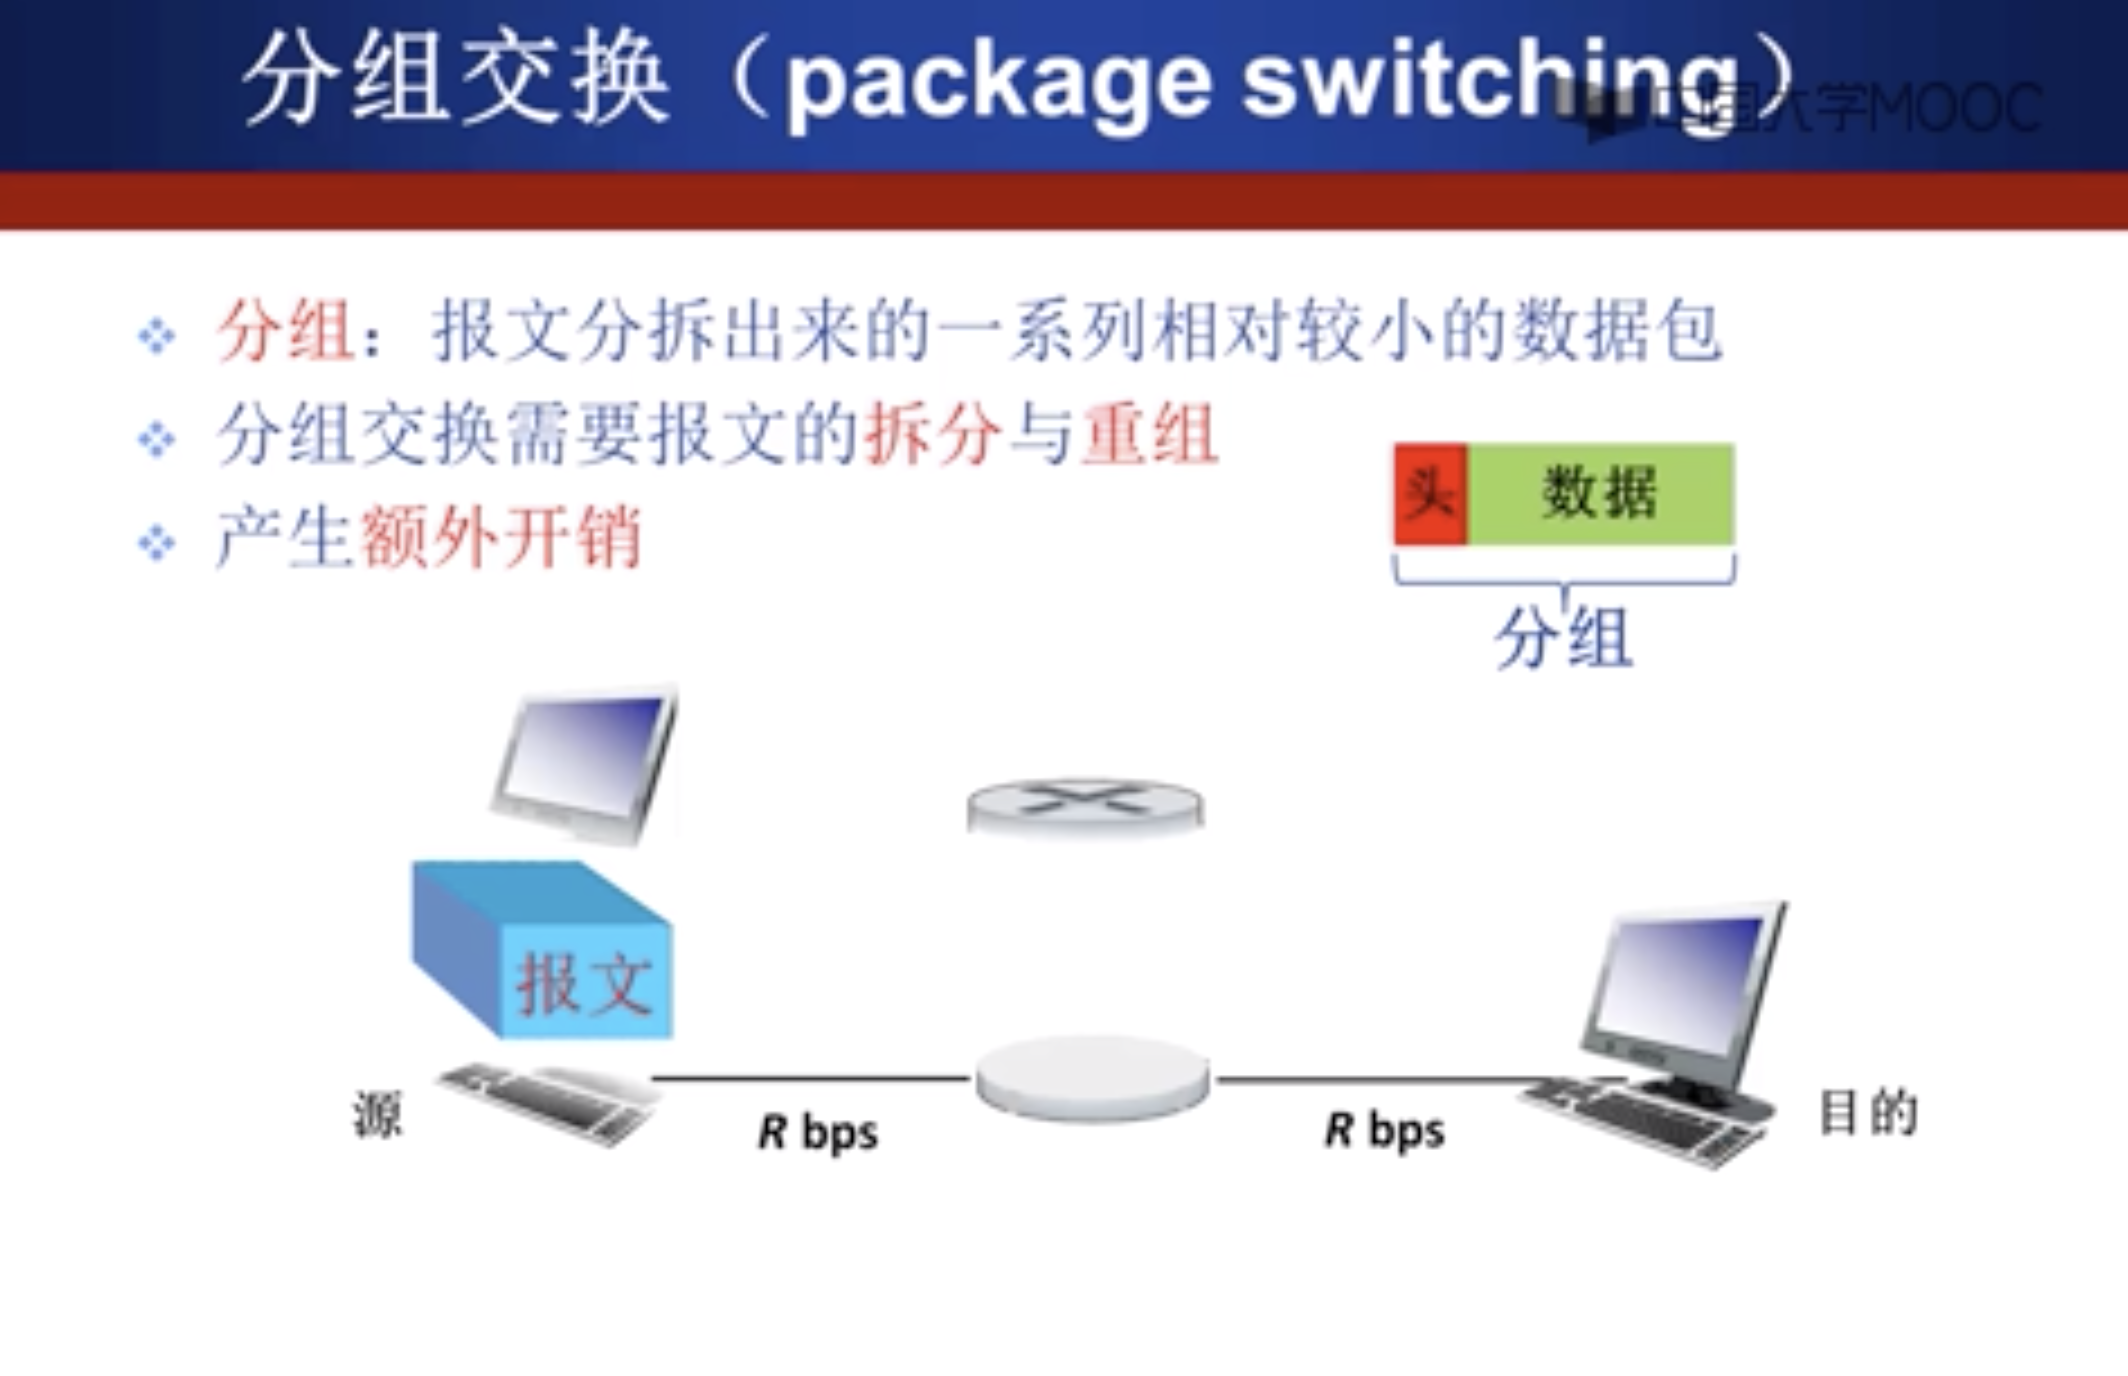 分组交换（package switching）
中国大学MOOC
分组：报文分拆出来的一系列相对较小的数据包
分组交换需要报文的拆分与重组
产生额外开销
头 数据
分组
报文
源
R bps
R bps
目的